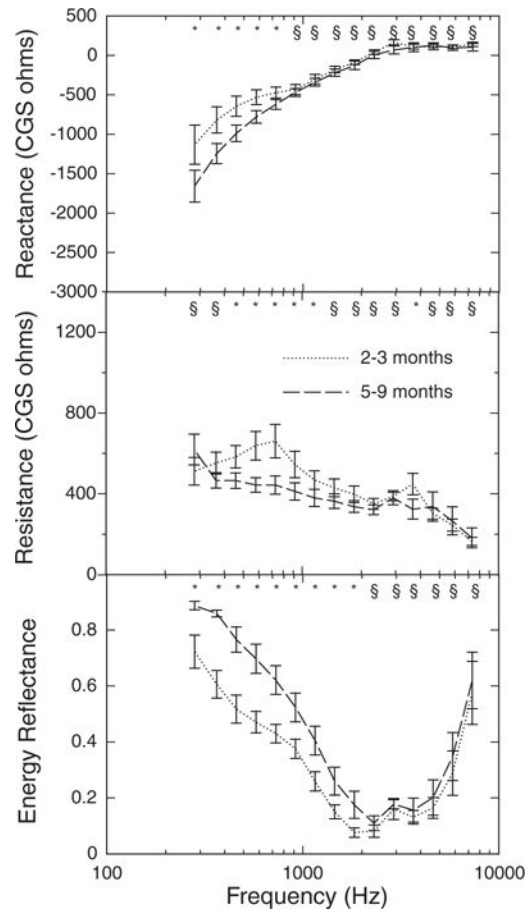 * * * * * § § § § § § § § § §
500
0
-500
-1000
-1500
-2000
-2500
-3000
Reactance (CGS ohms)
§ § * * * * * § § § § * § § §
1200
800
400
0
Resistance (CGS ohms)
2-3 months
5-9 months
* * * * * * * * * § § § § § §
0.8
0.6
0.4
0.2
0
Energy Reflectance
100 1000 10000
Frequency (Hz)